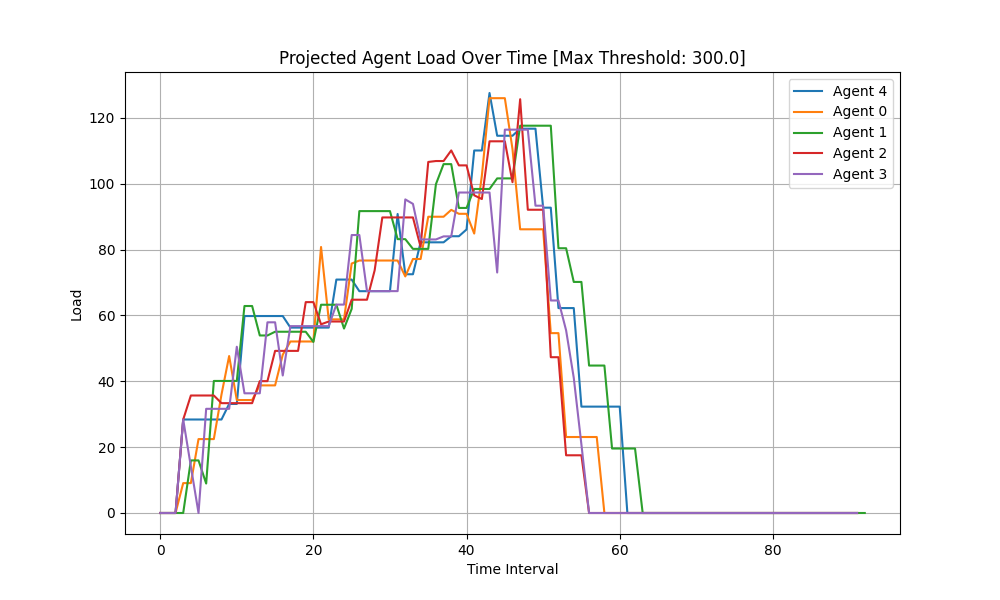 Projected Agent Load Over Time [Max Threshold: 300.0]
Load
120
100
80
60
40
20
0
0 20 40 60 80
Time Interval
Agent 4
Agent 0
Agent 1
Agent 2
Agent 3